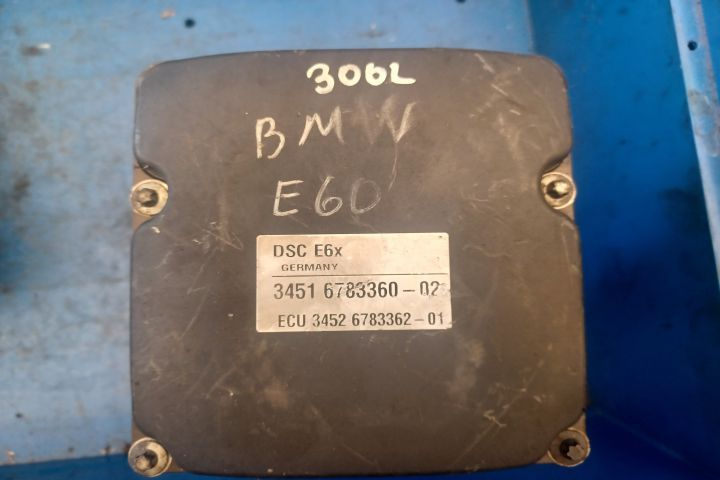 306L
BMW
E60
DSC E6x
GERMANY
3451 6783360-02
ECU 3452 6783362-01